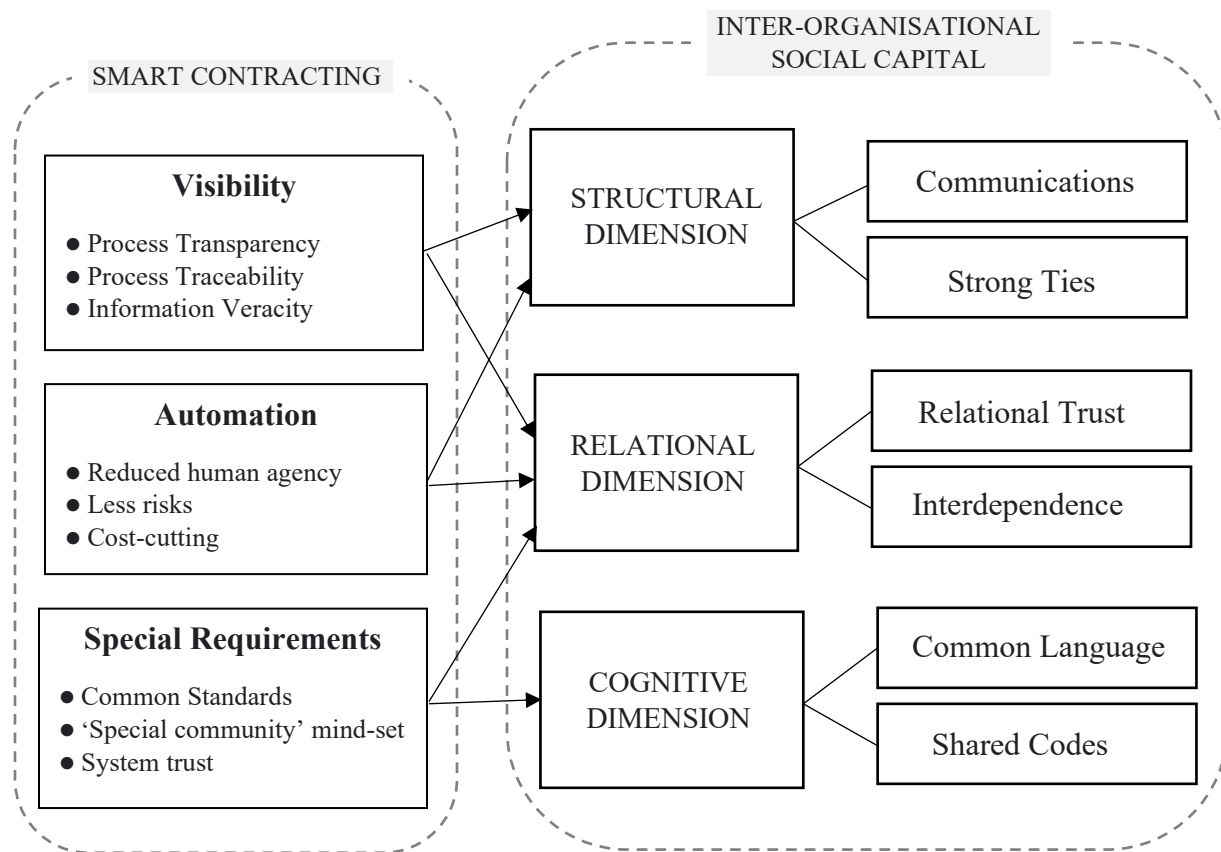 SMART CONTRACTING
Visibility
● Process Transparency
● Process Traceability
● Information Veracity
Automation
● Reduced human agency
● Less risks
● Cost-cutting
Special Requirements
● Common Standards
● ‘Special community’ mind-set
● System trust
INTER-ORGANISATIONAL
SOCIAL CAPITAL
STRUCTURAL
DIMENSION
Communications
Strong Ties
RELATIONAL
DIMENSION
Relational Trust
Interdependence
COGNITIVE
DIMENSION
Common Language
Shared Codes